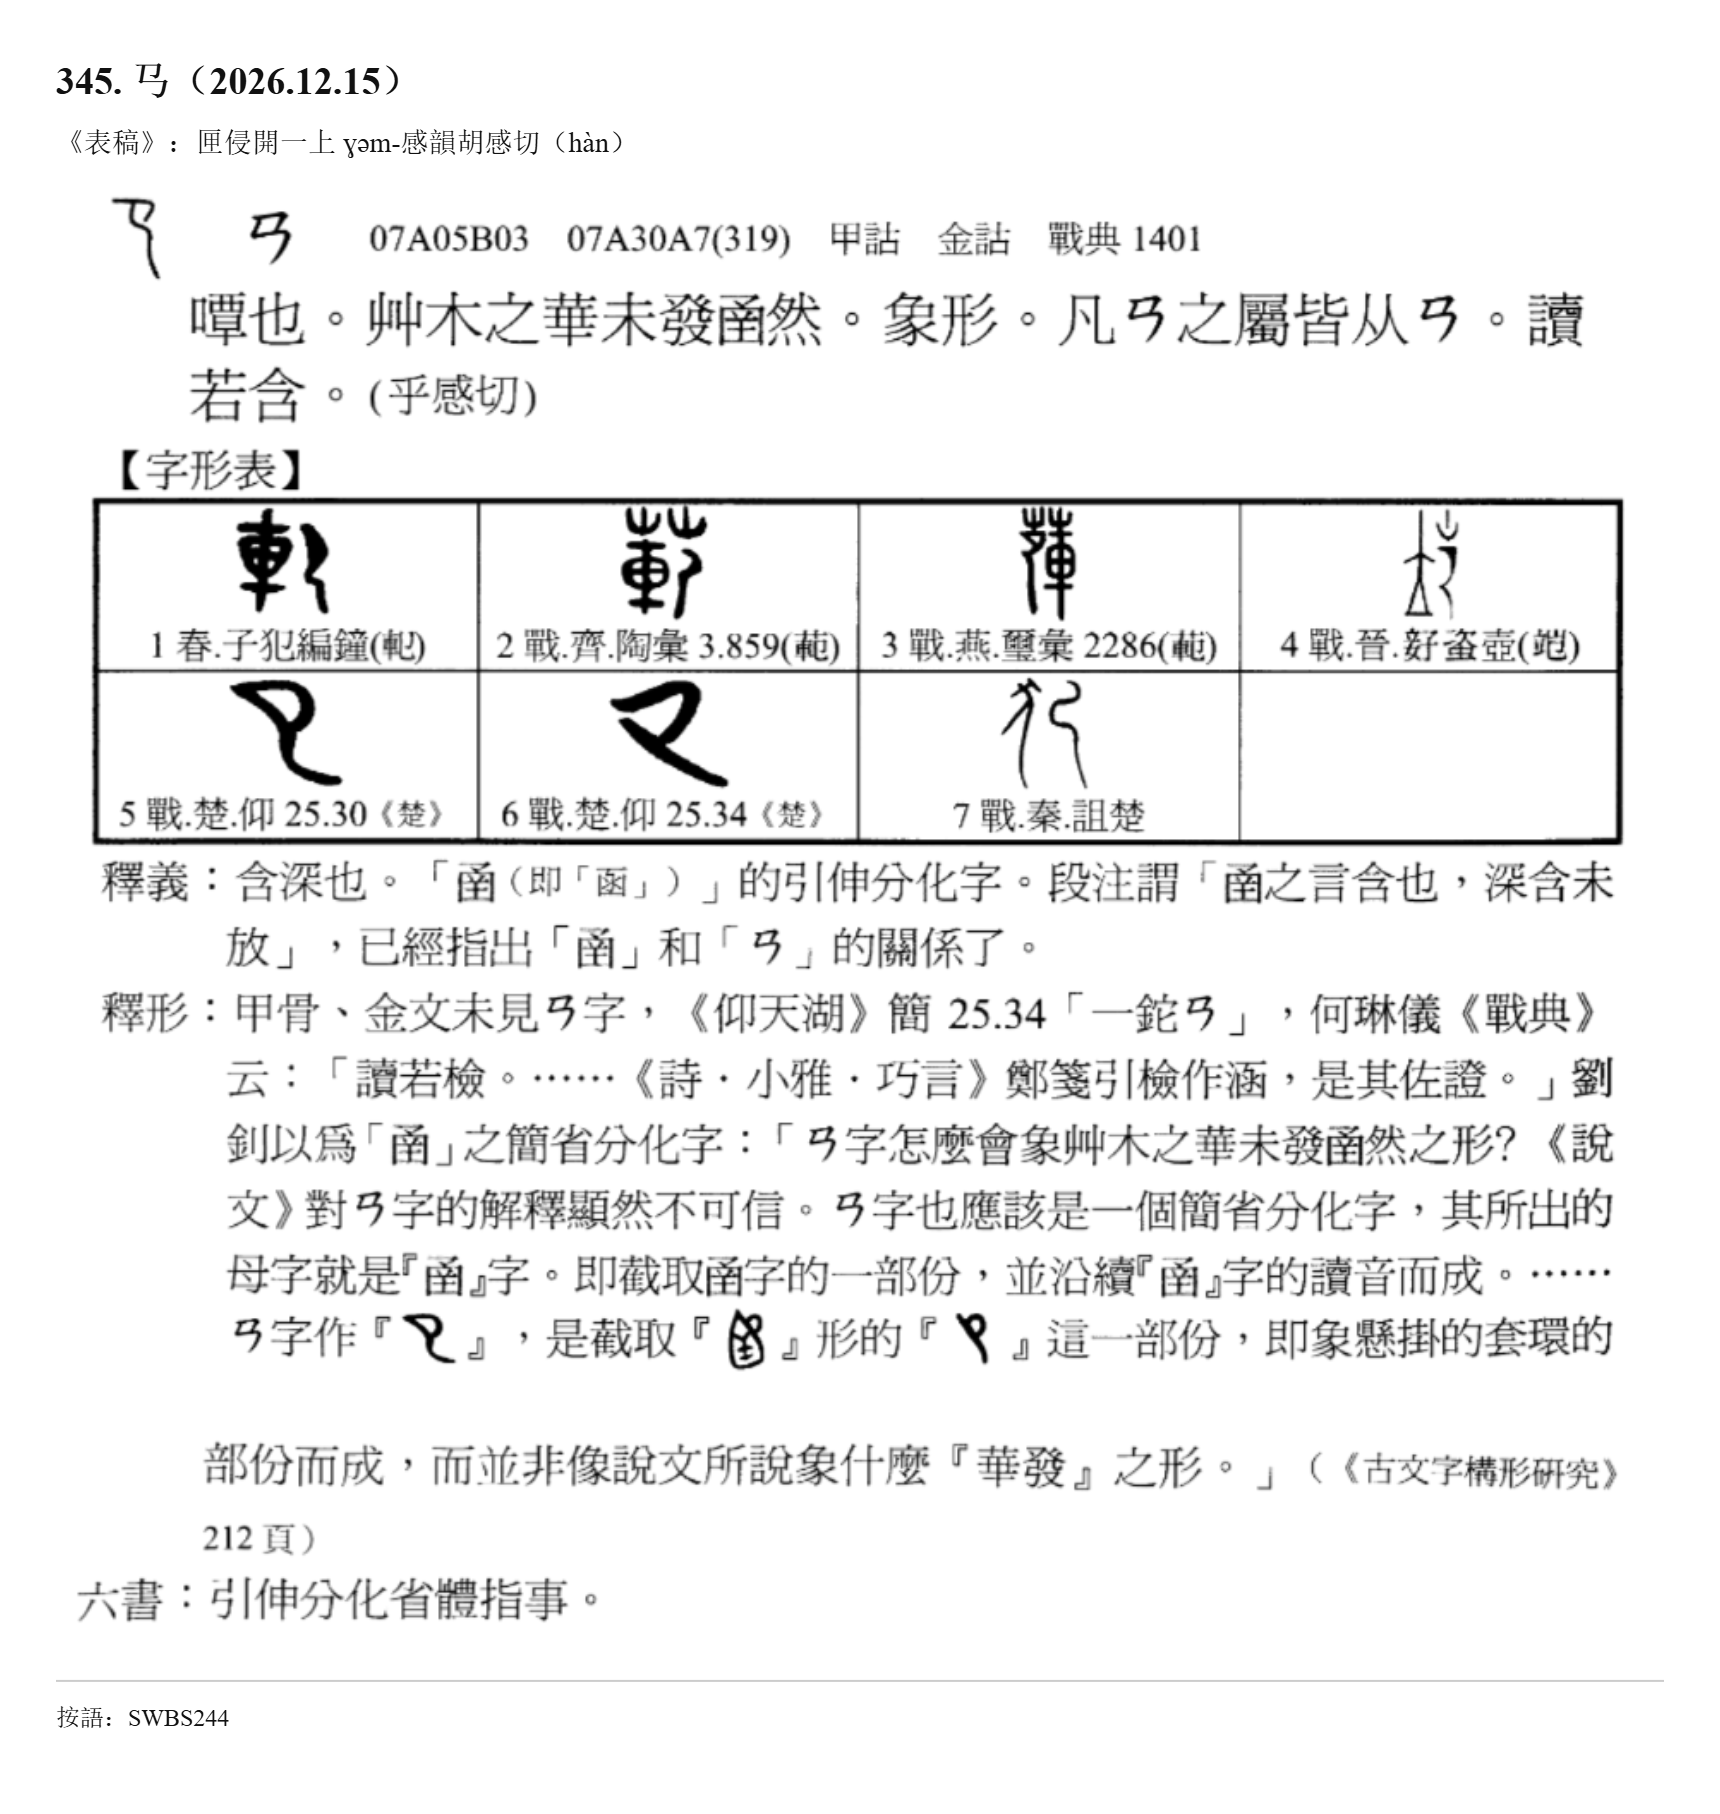 345. 𢎘（2026.12.15）
《表稿》：匣侵開一上 ɣəm-感韻胡感切（hàn）
𢎘 07A05B03 07A30A7(319) 甲詁 金詁 戰典 1401
嘾也。艸木之華未發圅然。象形。凡𢎘之屬皆从𢎘。讀
若含。(乎感切)
【字形表】
1 春.子犯編鐘(軋) 2 戰.齊.陶彙 3.859(範) 3 戰.燕.璽彙 2286(範) 4 戰.晉.𡥆盗壺(𨑒)
5 戰.楚.仰 25.30《楚》 6 戰.楚.仰 25.34《楚》 7 戰.秦.詛楚
釋義：含深也。「圅（即「函」）」的引伸分化字。段注謂「圅之言含也，深含未
放」，已經指出「圅」和「𢎘」的關係了。
釋形：甲骨、金文未見𢎘字，《仰天湖》簡 25.34「一鉈𢎘」，何琳儀《戰典》
云：「讀若檢。……《詩．小雅．巧言》鄭箋引檢作涵，是其佐證。」劉
釗以爲「圅」之簡省分化字：「𢎘字怎麼會象艸木之華未發圅然之形？《說
文》對𢎘字的解釋顯然不可信。𢎘字也應該是一個簡省分化字，其所出的
母字就是『圅』字。即截取圅字的一部份，並沿續『圅』字的讀音而成。……
𢎘字作『』，是截取『』形的『』這一部份，即象懸掛的套環的
部份而成，而並非像說文所說象什麼『華發』之形。」（《古文字構形研究》
212 頁）
六書：引伸分化省體指事。
按語：SWBS244